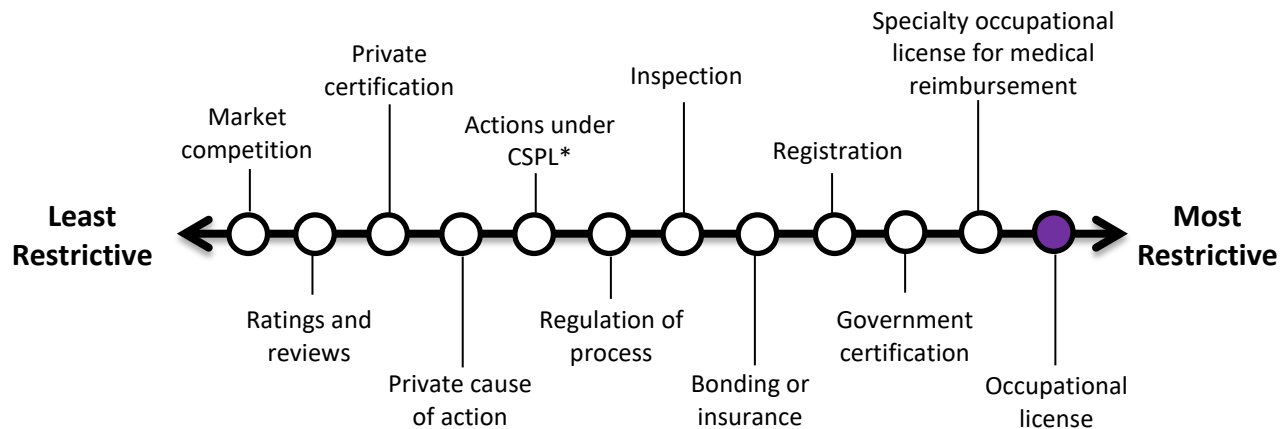 Least
Restrictive
Market
competition
Ratings and
reviews
Private
certification
Private cause
of action
Actions under
CSPL*
Regulation of
process
Inspection
Bonding or
insurance
Registration
Government
certification
Specialty occupational
license for medical
reimbursement
Occupational
license
Most
Restrictive